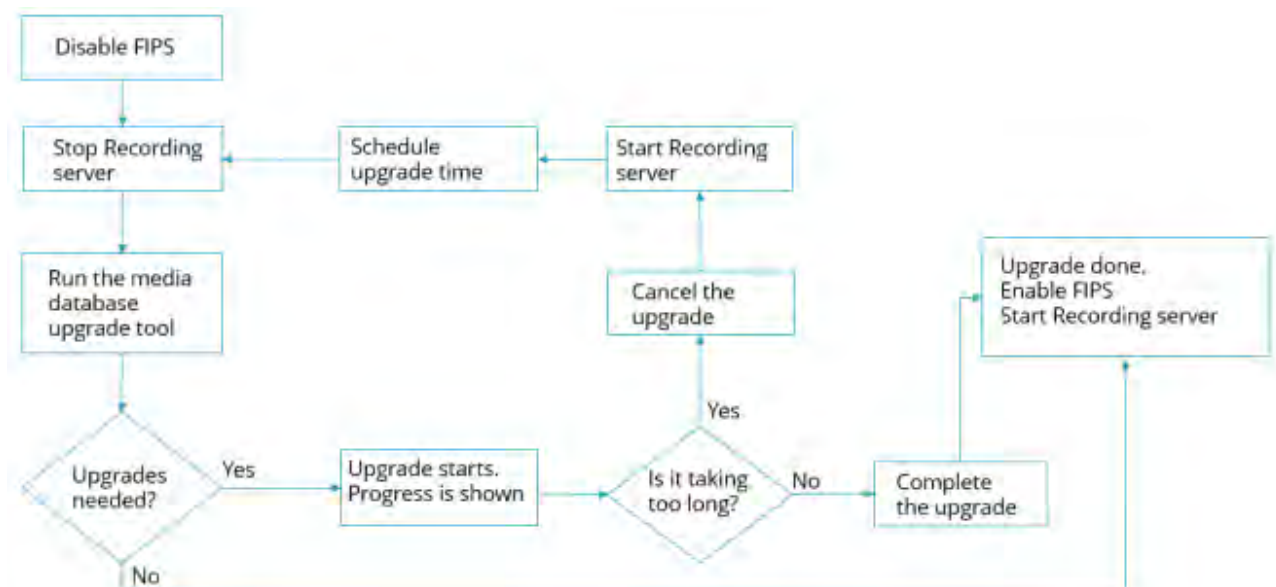 Disable FIPS
Stop Recording
server
Schedule
upgrade time
Start Recording
server
Run the media
database
upgrade tool
Cancel the
upgrade
Upgrade done,
Enable FIPS
Start Recording server
Yes
Upgrades
needed?
Yes
Upgrade starts.
Progress is shown
Is it taking
too long?
No
Complete
the upgrade
No